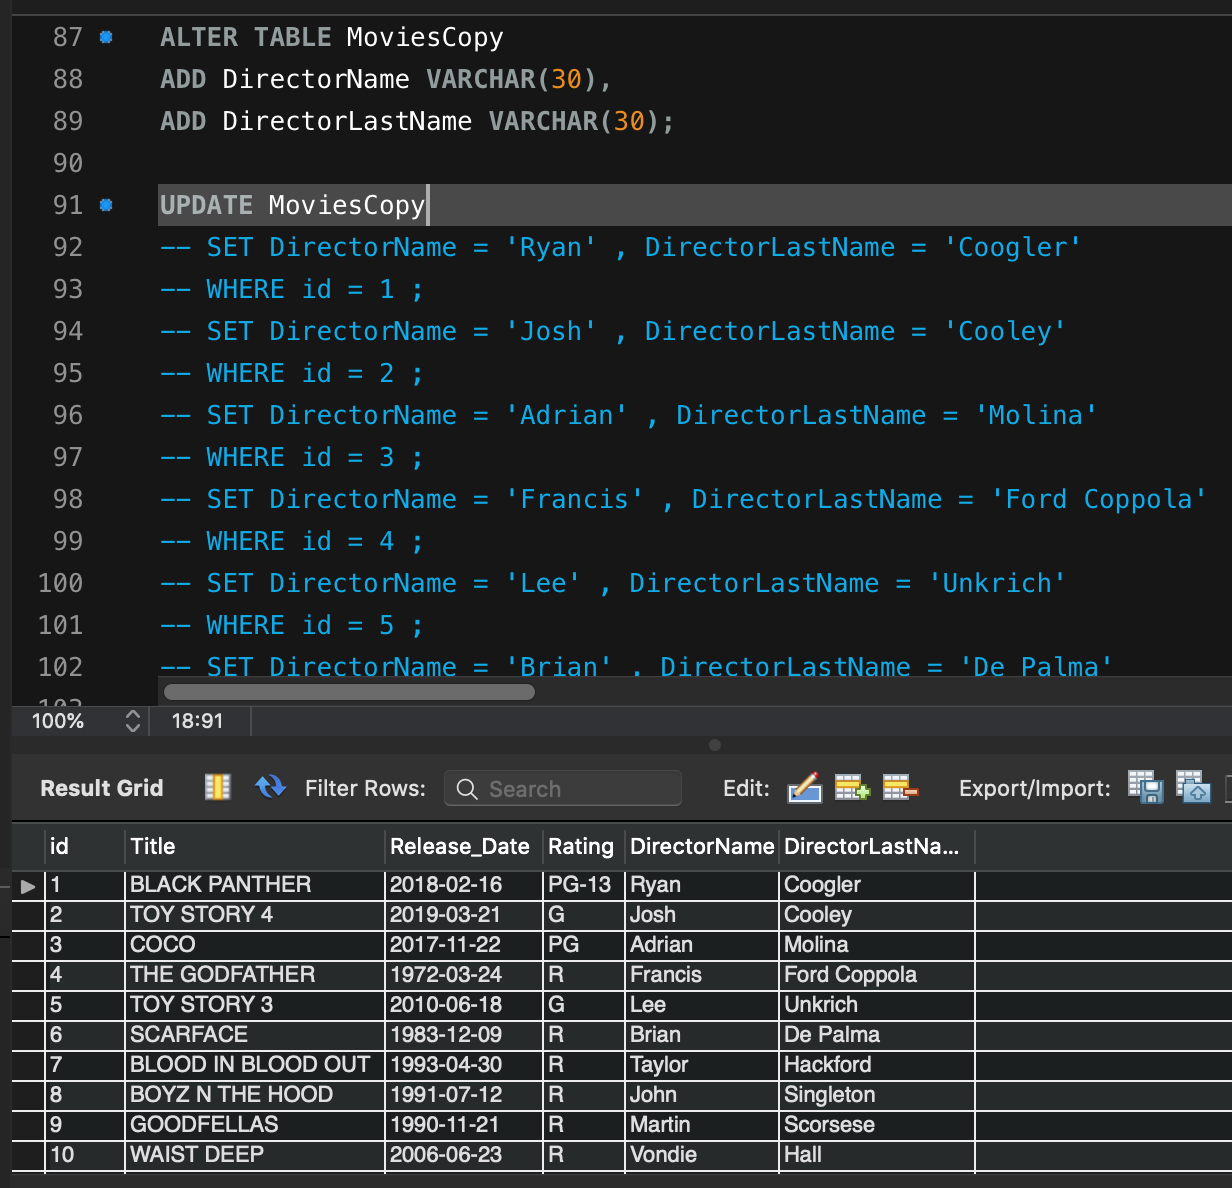 87 ALTER TABLE MoviesCopy
88 ADD DirectorName VARCHAR(30),
89 ADD DirectorLastName VARCHAR(30);
90
91 UPDATE MoviesCopy
92 -- SET DirectorName = 'Ryan' , DirectorLastName = 'Coogler'
93 -- WHERE id = 1 ;
94 -- SET DirectorName = 'Josh' , DirectorLastName = 'Cooley'
95 -- WHERE id = 2 ;
96 -- SET DirectorName = 'Adrian' , DirectorLastName = 'Molina'
97 -- WHERE id = 3 ;
98 -- SET DirectorName = 'Francis' , DirectorLastName = 'Ford Coppola'
99 -- WHERE id = 4 ;
100 -- SET DirectorName = 'Lee' , DirectorLastName = 'Unkrich'
101 -- WHERE id = 5 ;
102 -- SET DirectorName = 'Brian' , DirectorLastName = 'De Palma'
103
100% 18:91
Result Grid Filter Rows: Search Edit: Export/Import:
id Title Release_Date Rating DirectorName DirectorLastNa...
1 BLACK PANTHER 2018-02-16 PG-13 Ryan Coogler
2 TOY STORY 4 2019-03-21 G Josh Cooley
3 COCO 2017-11-22 PG Adrian Molina
4 THE GODFATHER 1972-03-24 R Francis Ford Coppola
5 TOY STORY 3 2010-06-18 G Lee Unkrich
6 SCARFACE 1983-12-09 R Brian De Palma
7 BLOOD IN BLOOD OUT 1993-04-30 R Taylor Hackford
8 BOYZ N THE HOOD 1991-07-12 R John Singleton
9 GOODFELLAS 1990-11-21 R Martin Scorsese
10 WAIST DEEP 2006-06-23 R Vondie Hall